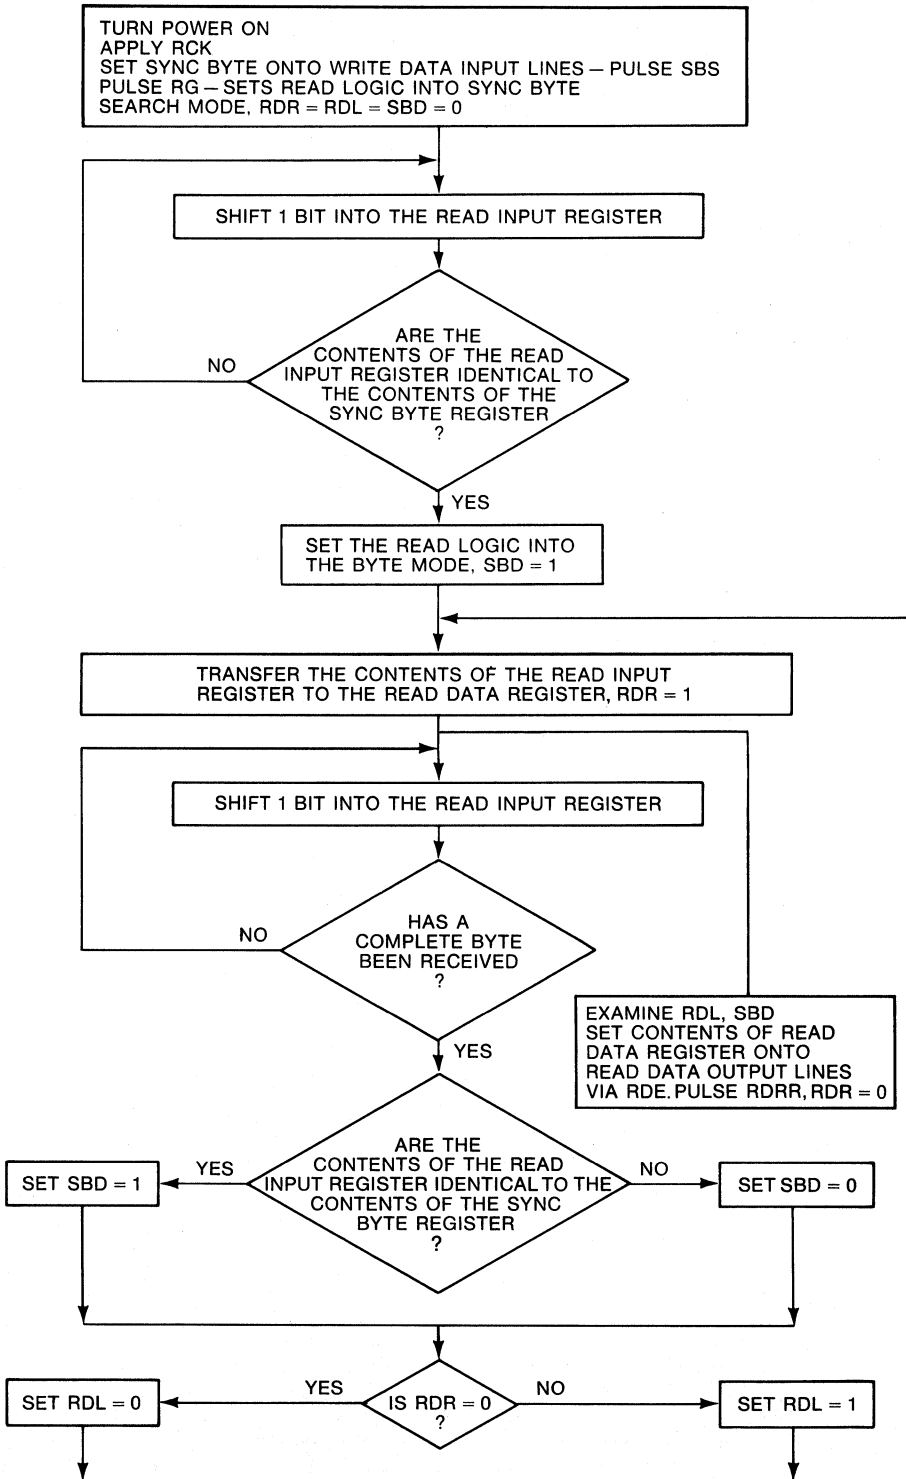 TURN POWER ON
APPLY RCK
SET SYNC BYTE ONTO WRITE DATA INPUT LINES – PULSE SBS
PULSE RG – SETS READ LOGIC INTO SYNC BYTE
SEARCH MODE, RDR = RDL = SBD = 0
SHIFT 1 BIT INTO THE READ INPUT REGISTER
ARE THE
CONTENTS OF THE READ
INPUT REGISTER IDENTICAL TO
THE CONTENTS OF THE
SYNC BYTE REGISTER
?
NO
YES
SET THE READ LOGIC INTO
THE BYTE MODE, SBD = 1
TRANSFER THE CONTENTS OF THE READ INPUT
REGISTER TO THE READ DATA REGISTER, RDR = 1
SHIFT 1 BIT INTO THE READ INPUT REGISTER
HAS A
COMPLETE BYTE
BEEN RECEIVED
?
NO
YES
EXAMINE RDL, SBD
SET CONTENTS OF READ
DATA REGISTER ONTO
READ DATA OUTPUT LINES
VIA RDE. PULSE RDRR, RDR = 0
ARE THE
CONTENTS OF THE READ
INPUT REGISTER IDENTICAL TO THE
CONTENTS OF THE SYNC
BYTE REGISTER
?
YES
NO
SET SBD = 1
SET SBD = 0
IS RDR = 0
?
YES
NO
SET RDL = 0
SET RDL = 1